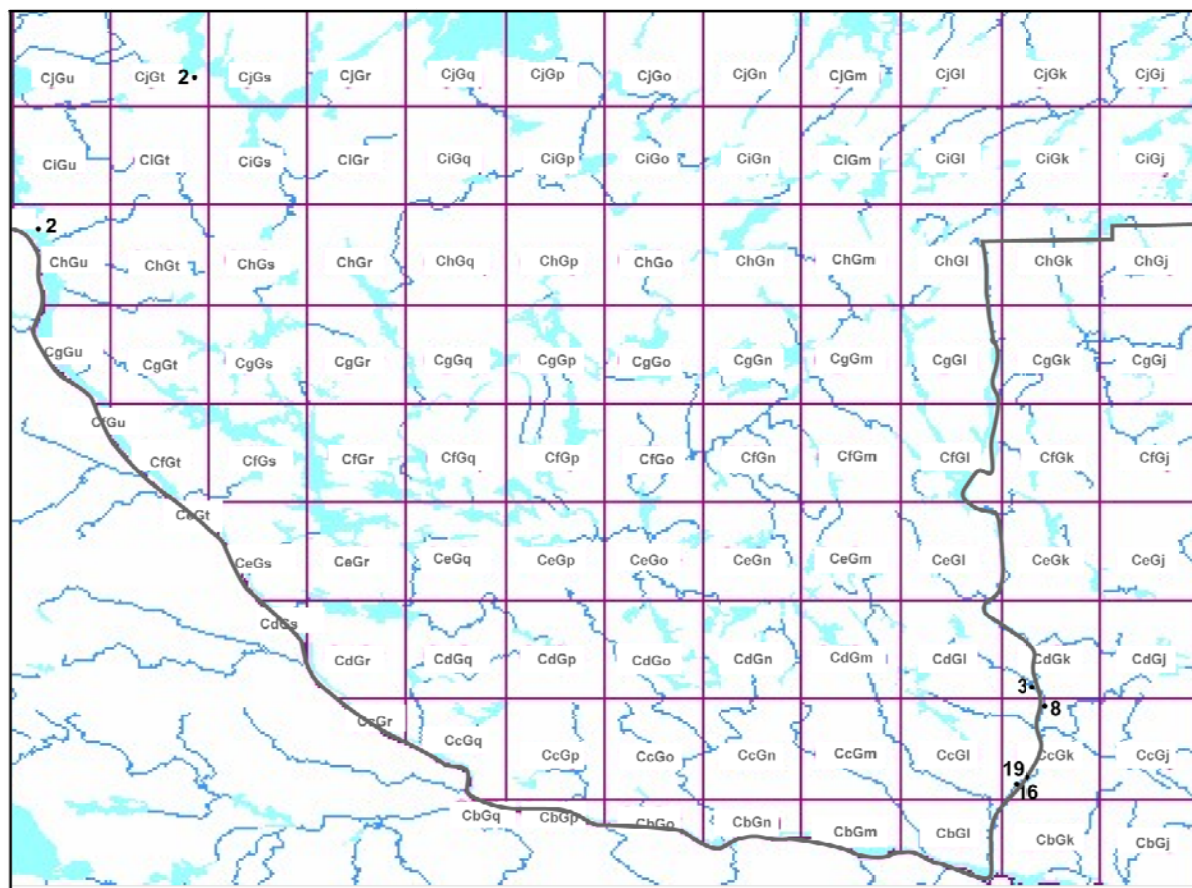 CjGu CjGt 2 CjGs CjGr CjGq CjGp CjGo CjGn CjGm CjGl CjGk CjGj
CiGu CIGt CiGs CIGr CiGq CiGp CiGo CiGn CIGm CiGl CiGk CiGj
2
ChGu ChGt ChGs ChGr ChGq ChGp ChGo ChGn ChGm ChGl ChGk ChGj
CgGu CgGt CgGs CgGr CgGq CgGp CgGo CgGn CgGm CgGl CgGk CgGj
CfGu
CfGt CfGs CfGr CfGq CfGp CfGo CfGn CfGm CfGl CfGk CfGj
CeGt
CeGs CeGr CeGq CeGp CeGo CeGn CeGm CeGl CeGk CeGj
CdGs
CdGr CdGq CdGp CdGo CdGn CdGm CdGl CdGk CdGj
3
8
CcGr
CcGq CcGp CcGo CcGn CcGm CcGl CcGk CcGj
19
16
CbGq CbGp CbGo CbGn CbGm CbGl CbGk CbGj